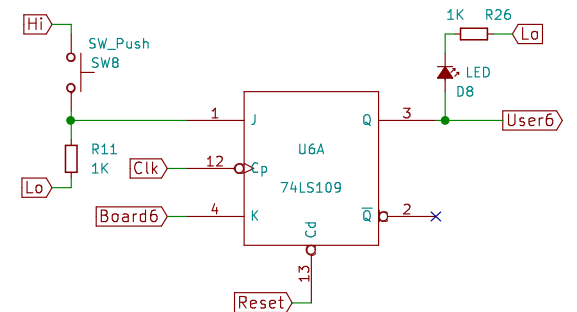 Hi
SW_Push
SW8
R11
1K
Lo
1K R26
Lo
LED
D8
1 J Q 3
User6
U6A
Clk 12 Cp
74LS109
Board6 4 K Q 2
Cd
13
Reset